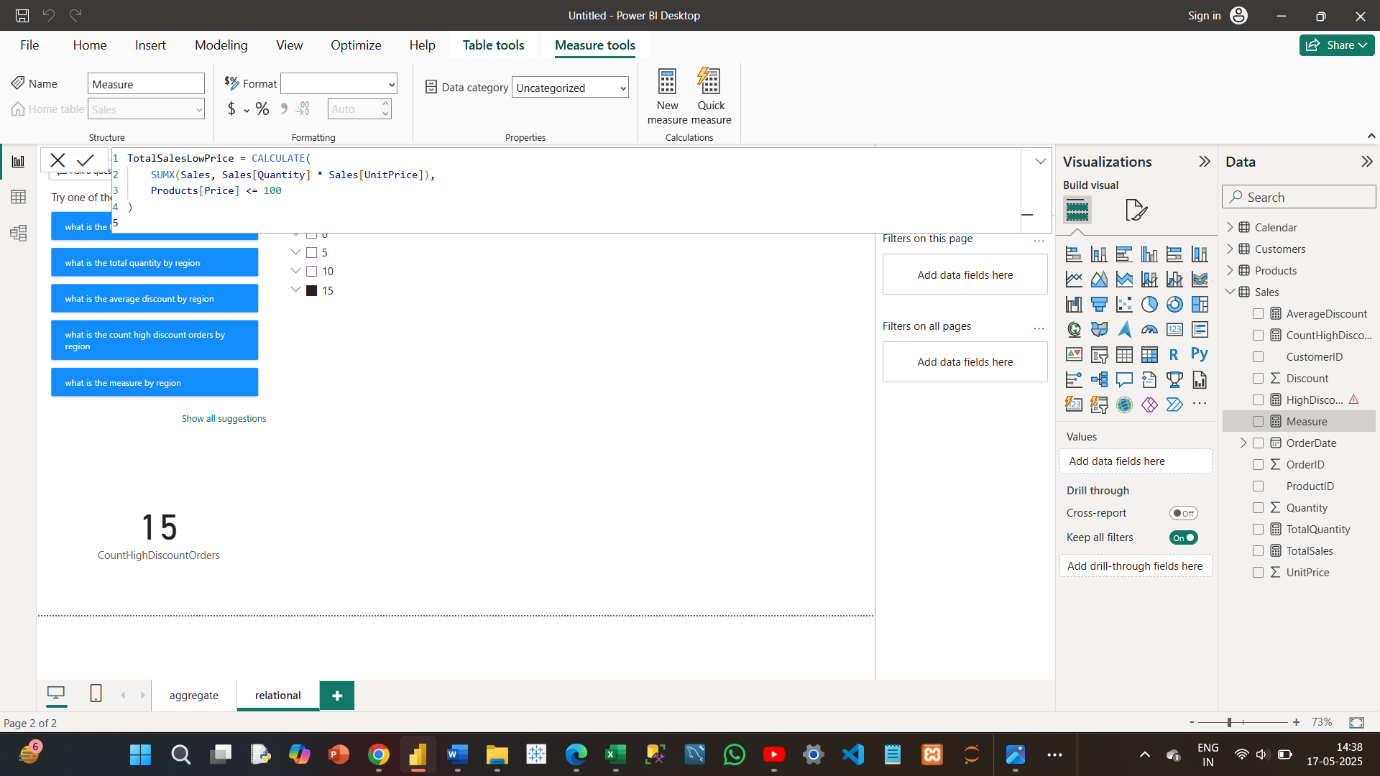 Untitled - Power BI Desktop
Sign in
File Home Insert Modeling View Optimize Help Table tools Measure tools
Share
Name Measure
Home table Sales
Structure
$% Format
$ % Auto
Formatting
Data category Uncategorized
Properties
New measure
Quick measure
Calculations
1 TotalSalesLowPrice = CALCULATE(
2 SUMX(Sales, Sales[Quantity] * Sales[UnitPrice]),
3 Products[Price] <= 100
4 )
5
Try one of the
what is the
what is the total quantity by region
what is the average discount by region
what is the count high discount orders by
region
what is the measure by region
Show all suggestions
0
5
10
15
15
CountHighDiscountOrders
Filters on this page ...
Add data fields here
Filters on all pages ...
Add data fields here
Visualizations
Build visual
123
R
Py
123
...
Values
Add data fields here
Drill through
Cross-report Off
Keep all filters On
Add drill-through fields here
Data
Search
Calendar
Customers
Products
Sales
AverageDiscount
CountHighDisco...
CustomerID
Discount
HighDisco...
Measure
OrderDate
OrderID
ProductID
Quantity
TotalQuantity
TotalSales
UnitPrice
aggregate relational +
Page 2 of 2
- + 73%
6
ENG
IN
14:38
17-05-2025